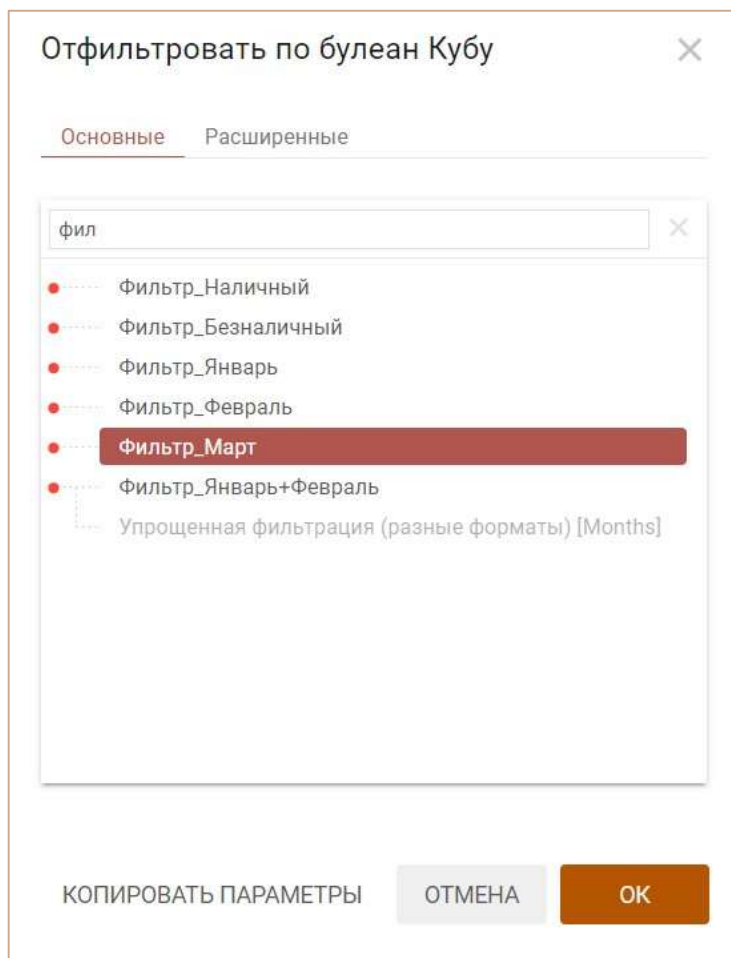 Отфильтровать по булеан Кубу
Основные Расширенные
фил
Фильтр_Наличный
Фильтр_Безналичный
Фильтр_Январь
Фильтр_Февраль
Фильтр_Март
Фильтр_Январь+Февраль
Упрощенная фильтрация (разные форматы) [Months]
КОПИРОВАТЬ ПАРАМЕТРЫ ОТМЕНА ОК